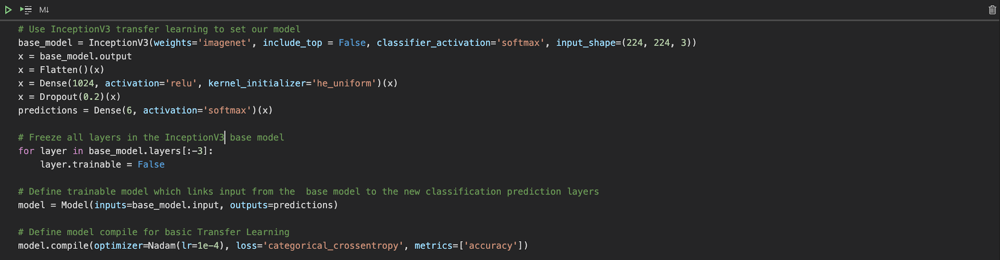 M↓
# Use InceptionV3 transfer learning to set our model
base_model = InceptionV3(weights='imagenet', include_top = False, classifier_activation='softmax', input_shape=(224, 224, 3))
x = base_model.output
x = Flatten()(x)
x = Dense(1024, activation='relu', kernel_initializer='he_uniform')(x)
x = Dropout(0.2)(x)
predictions = Dense(6, activation='softmax')(x)
# Freeze all layers in the InceptionV3 base model
for layer in base_model.layers[:-3]:
    layer.trainable = False
# Define trainable model which links input from the  base model to the new classification prediction layers
model = Model(inputs=base_model.input, outputs=predictions)
# Define model compile for basic Transfer Learning
model.compile(optimizer=Nadam(lr=1e-4), loss='categorical_crossentropy', metrics=['accuracy'])